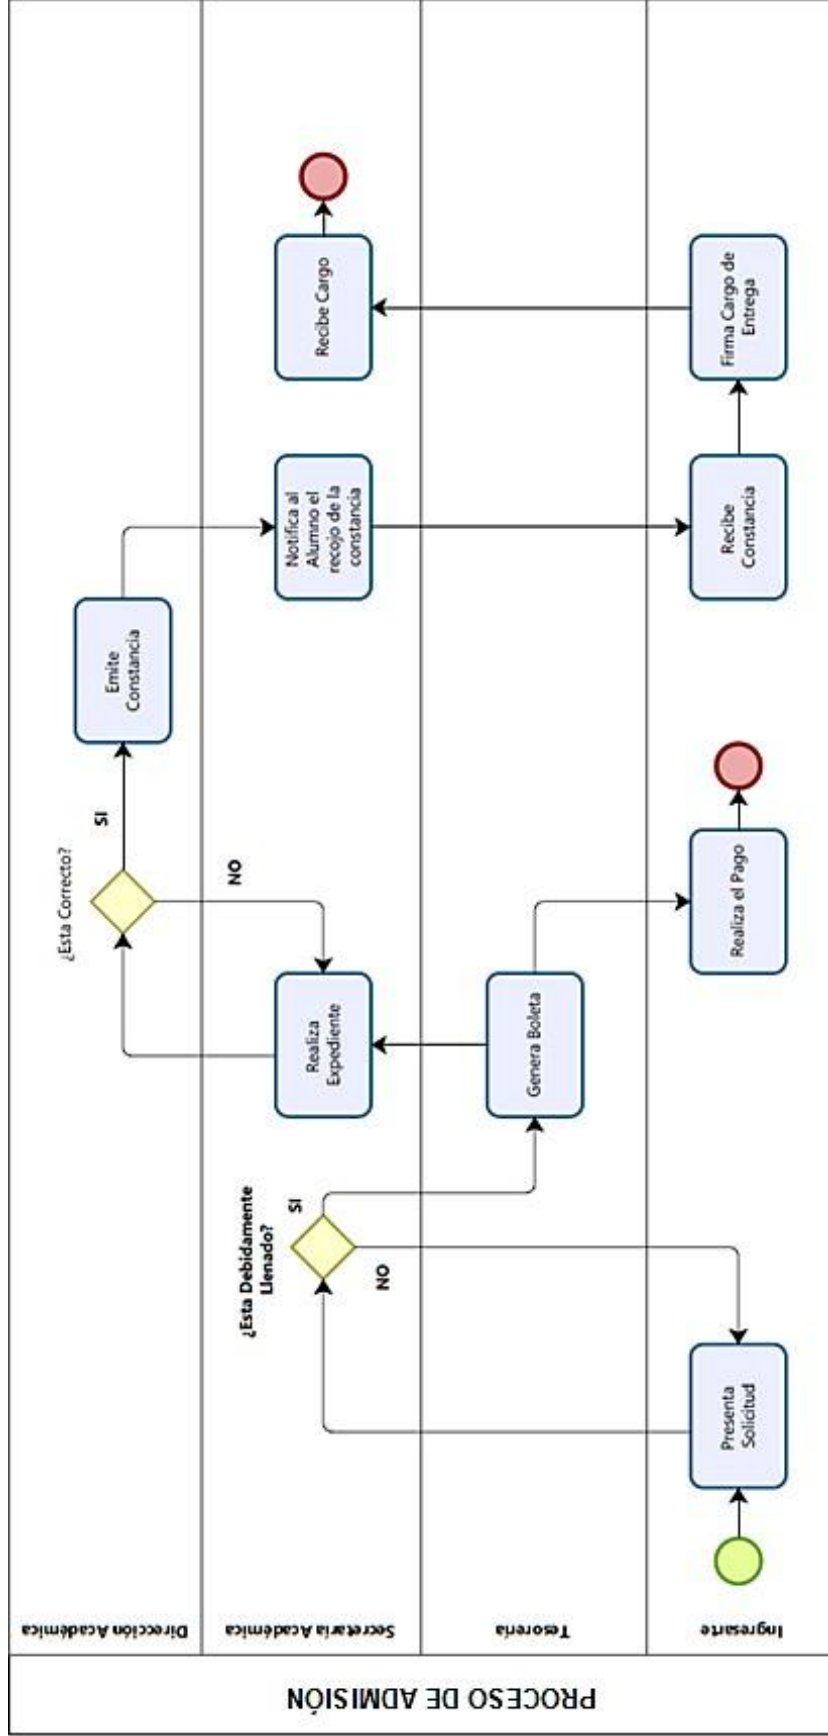 PROCESO DE ADMISIÓN
Dirección Académica
¿Esta Correcto?
SI
NO
Emite
Constancia
Secretaría Académica
¿Esta Debidamente
Llenado?
SI
NO
Realiza
Expediente
Notifica al
Alumno el
recojo de la
constancia
Recibe Cargo
Tesorería
Genera Boleta
Ingresarte
Presenta
Solicitud
Realiza el Pago
Recibe
Constancia
Firma Cargo de
Entrega